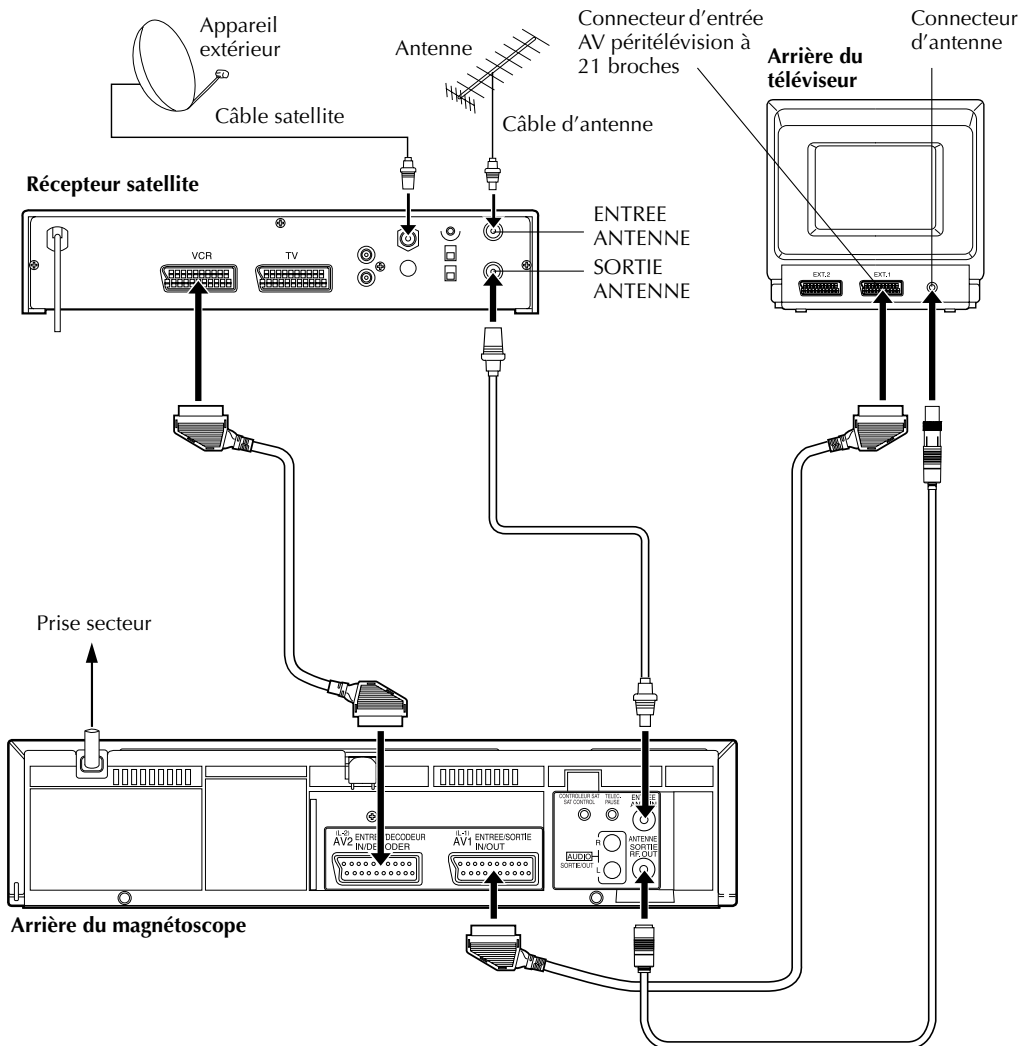 Appareil
extérieur
Antenne
Connecteur d’entrée
AV péritélévision à
21 broches
Connecteur
d’antenne
Arrière du
téléviseur
Câble satellite
Câble d’antenne
Récepteur satellite
ENTREE
ANTENNE
SORTIE
ANTENNE
VCR
TV
EXT.2
EXT.1
Prise secteur
CONTROLEUR SAT
SAT CONTROL
TELEC.
PAUSE
ENTREE
(L-2)
AV2 ENTREE/DECODEUR
IN/DECODER
(L-1)
AV1 ENTREE/SORTIE
IN/OUT
R
AUDIO
SORTIE/OUT
L
ANTENNE
SORTIE
RF. OUT
Arrière du magnétoscope